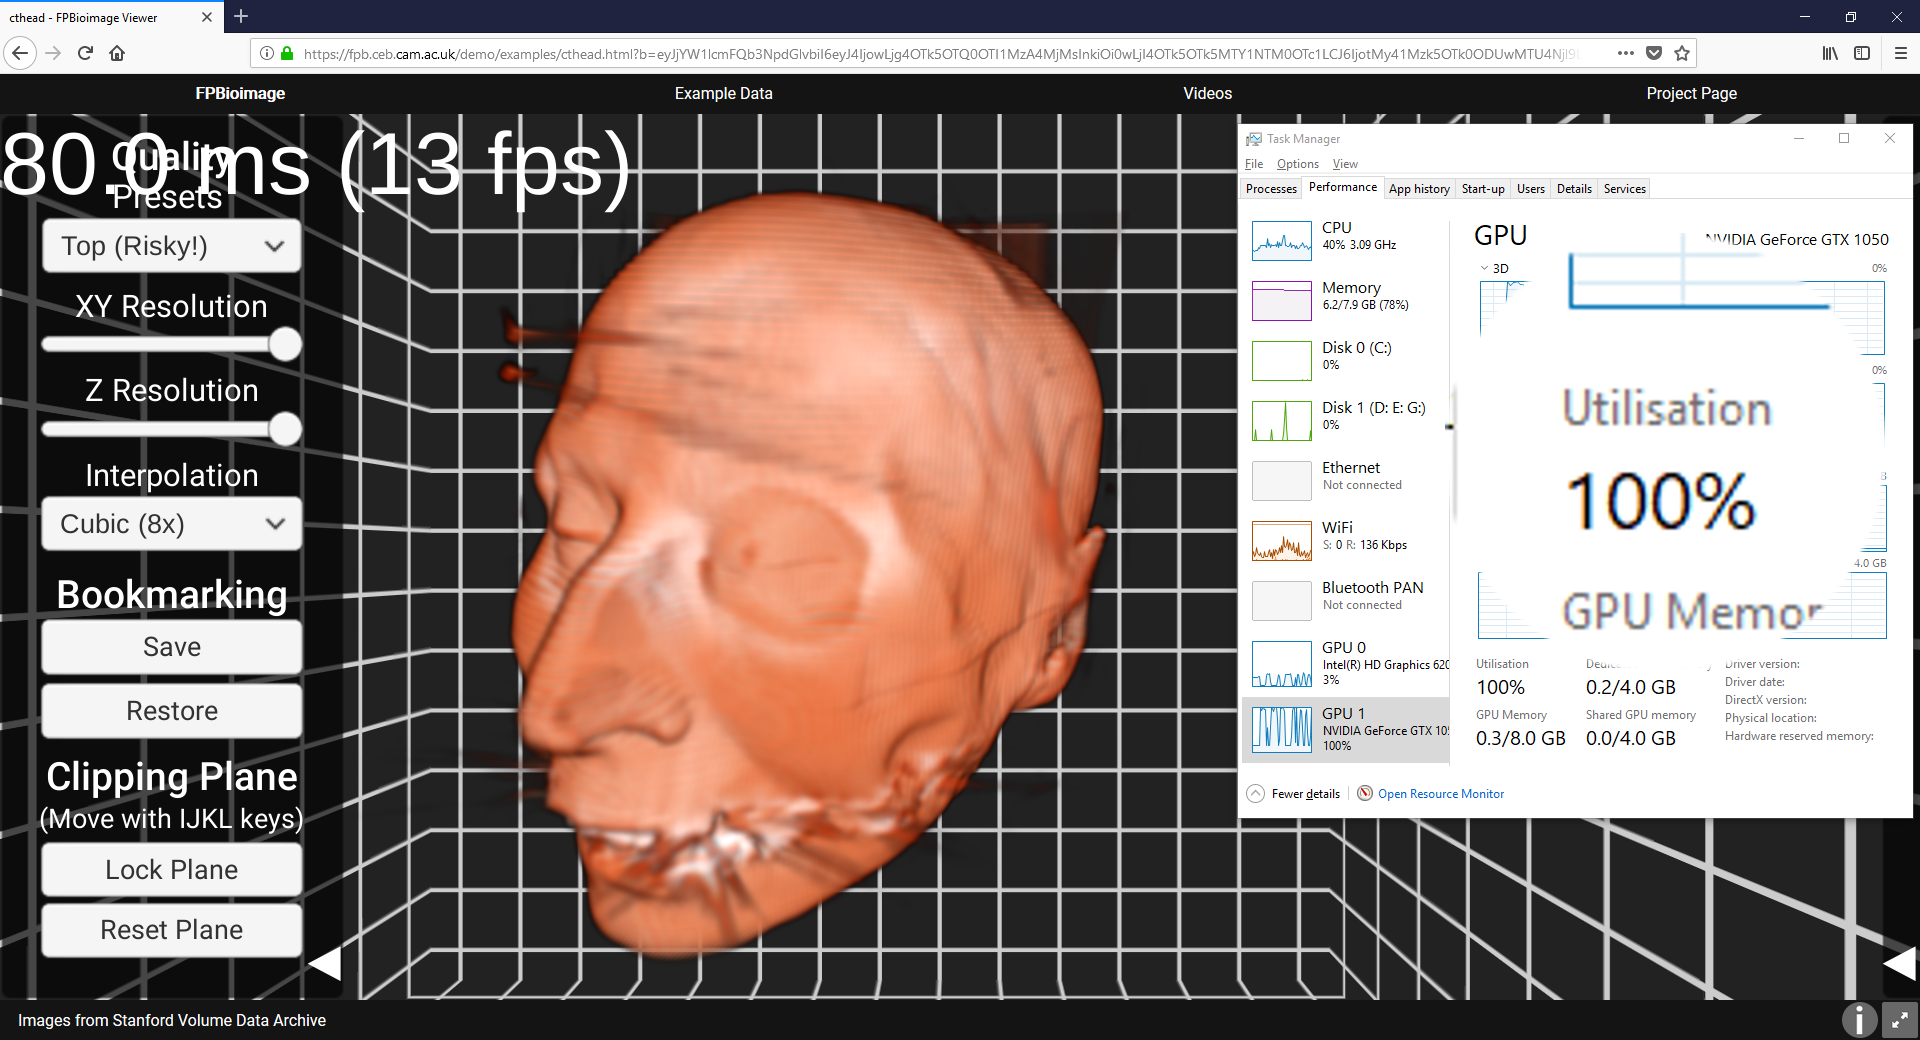 cthead - FPBioimage Viewer
https://fpb.ceb.cam.ac.uk/demo/examples/cthead.html?b=
FPBioimage
Example Data
Videos
Project Page
80.0 ms (13 fps)
Quality
Presets
Top (Risky!)
XY Resolution
Z Resolution
Interpolation
Cubic (8x)
Bookmarking
Save
Restore
Clipping Plane
(Move with IJKL keys)
Lock Plane
Reset Plane
Task Manager
File Options View
Processes Performance App history Start-up Users Details Services
CPU
40% 3.09 GHz
Memory
6.2/7.9 GB (78%)
Disk 0 (C:)
0%
Disk 1 (D: E: G:)
0%
Ethernet
Not connected
WiFi
S: 0 R: 136 Kbps
Bluetooth PAN
Not connected
GPU 0
Intel(R) HD Graphics 620
3%
GPU 1
NVIDIA GeForce GTX 105
100%
GPU
NVIDIA GeForce GTX 1050
3D
0%
0%
Utilisation
100%
GPU Memor
4.0 GB
Utilisation
100%
GPU Memory
0.3/8.0 GB
0.2/4.0 GB
Shared GPU memory
0.0/4.0 GB
Driver version:
Driver date:
DirectX version:
Physical location:
Hardware reserved memory:
Fewer details
Open Resource Monitor
Images from Stanford Volume Data Archive